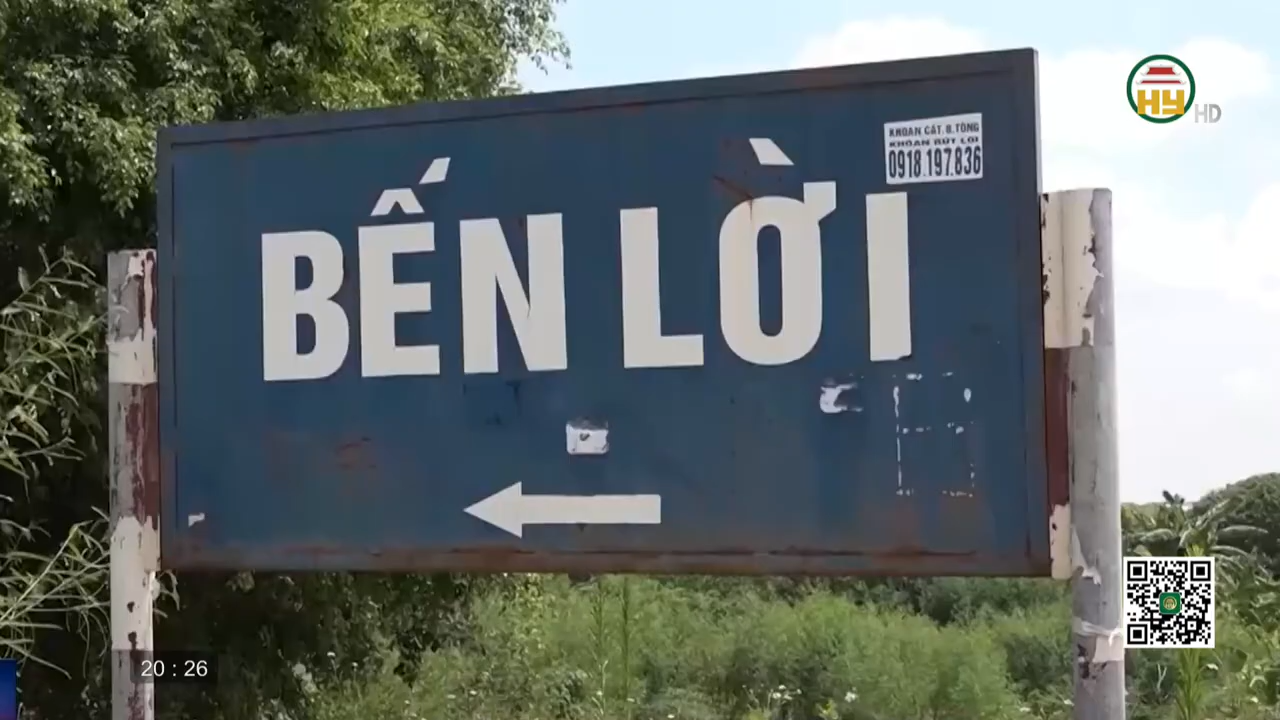 HY HD
KHOAN CẮT. B. TÔNG
KHOAN RÚT LÕI
0918.197.836
BẾN LỜI
20 : 26